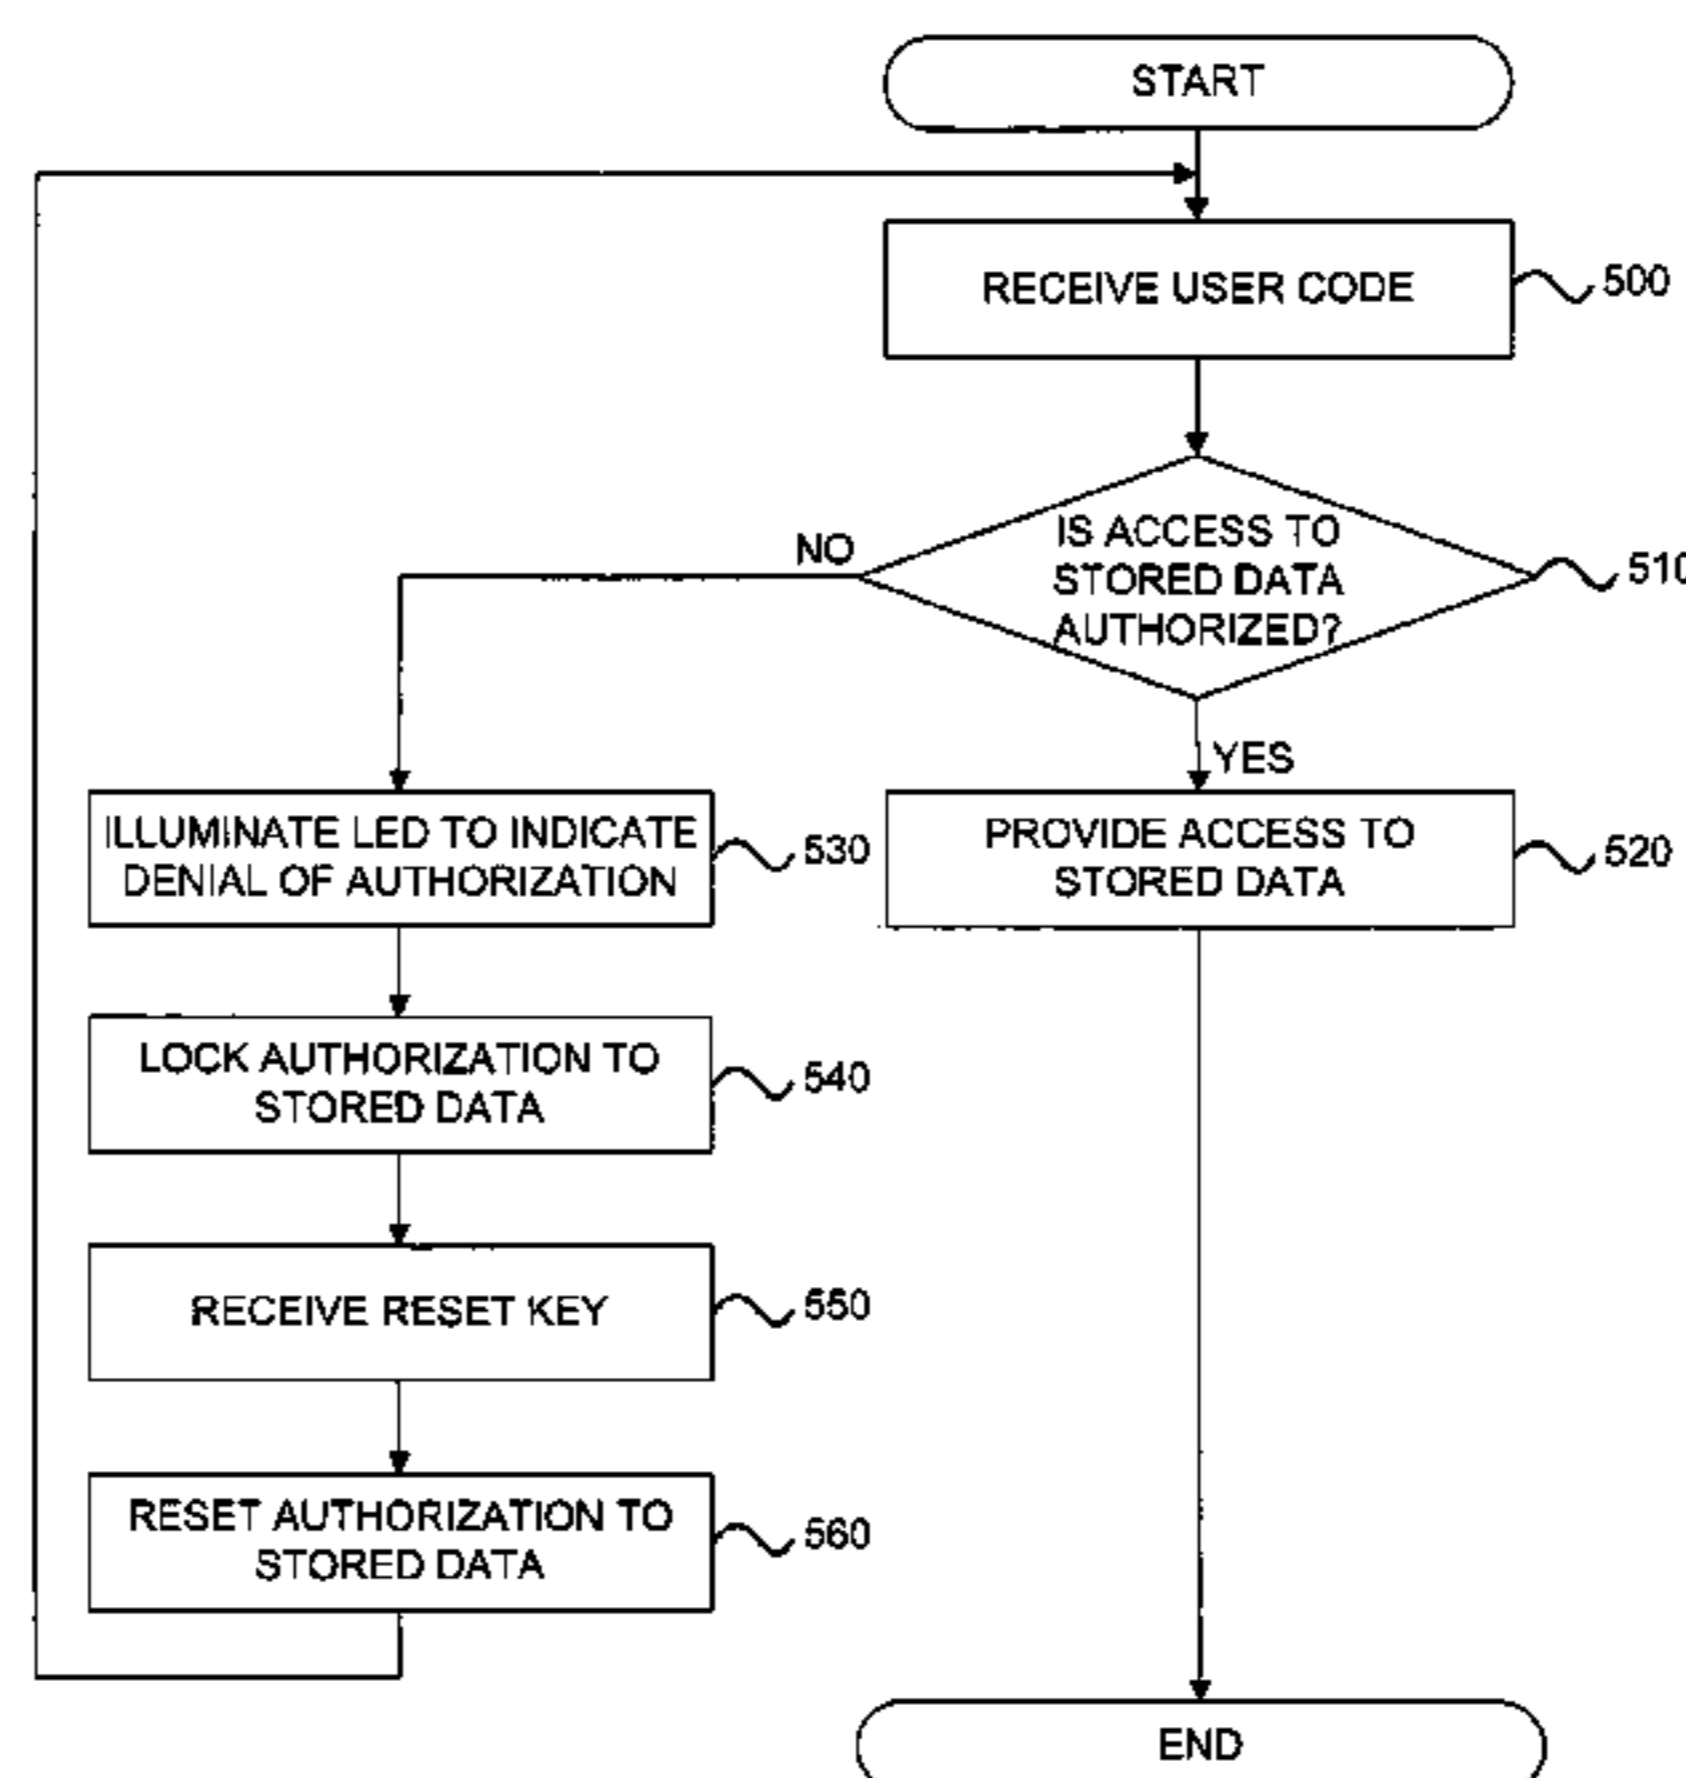 START
RECEIVE USER CODE
500
IS ACCESS TO
STORED DATA
AUTHORIZED?
510
NO
YES
ILLUMINATE LED TO INDICATE
DENIAL OF AUTHORIZATION
530
PROVIDE ACCESS TO
STORED DATA
520
LOCK AUTHORIZATION TO
STORED DATA
540
RECEIVE RESET KEY
550
RESET AUTHORIZATION TO
STORED DATA
560
END